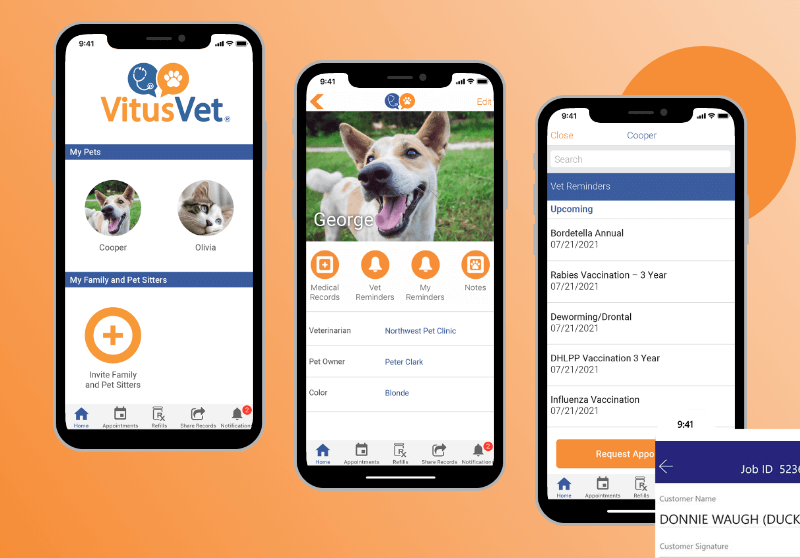 9:41
VitusVet®
My Pets
Cooper
Olivia
My Family and Pet Sitters
Invite Family
and Pet Sitters
2
Home
Appointments
Refills
Share Records
Notifications
9:41
Edit
George
Medical
Records
Vet
Reminders
My
Reminders
Notes
Veterinarian Northwest Pet Clinic
Pet Owner Peter Clark
Color Blonde
2
Home
Appointments
Refills
Share Records
Notifications
9:41
Close Cooper
Search
Vet Reminders
Upcoming
Bordetella Annual
07/21/2021
Rabies Vaccination – 3 Year
07/21/2021
Deworming/Drontal
07/21/2021
DHLPP Vaccination 3 Year
07/21/2021
Influenza Vaccination
07/21/2021
Request Appo
Home
Appointments
Refills
9:41
Job ID 5236
Customer Name
DONNIE WAUGH (DUCK
Customer Signature